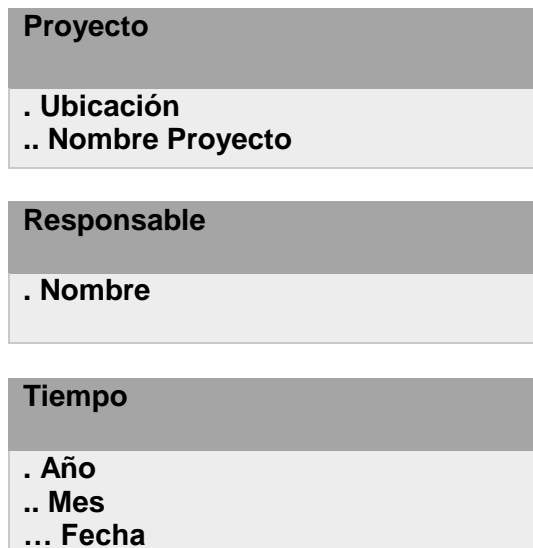 Proyecto
. Ubicación
.. Nombre Proyecto
Responsable
. Nombre
Tiempo
. Año
.. Mes
… Fecha